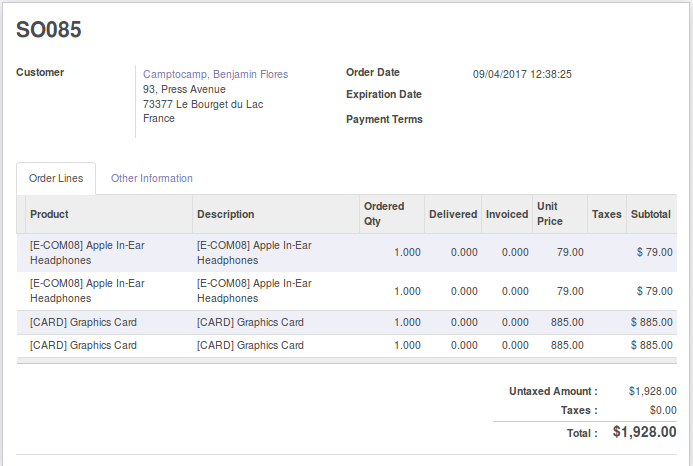 SO085
Customer
Camptocamp, Benjamin Flores
93, Press Avenue
73377 Le Bourget du Lac
France
Order Date 09/04/2017 12:38:25
Expiration Date
Payment Terms
Order Lines Other Information
Product Description Ordered Qty Delivered Invoiced Unit Price Taxes Subtotal
[E-COM08] Apple In-Ear Headphones [E-COM08] Apple In-Ear Headphones 1.000 0.000 0.000 79.00 $ 79.00
[E-COM08] Apple In-Ear Headphones [E-COM08] Apple In-Ear Headphones 1.000 0.000 0.000 79.00 $ 79.00
[CARD] Graphics Card [CARD] Graphics Card 1.000 0.000 0.000 885.00 $ 885.00
[CARD] Graphics Card [CARD] Graphics Card 1.000 0.000 0.000 885.00 $ 885.00
Untaxed Amount : $1,928.00
Taxes : $0.00
Total : $1,928.00